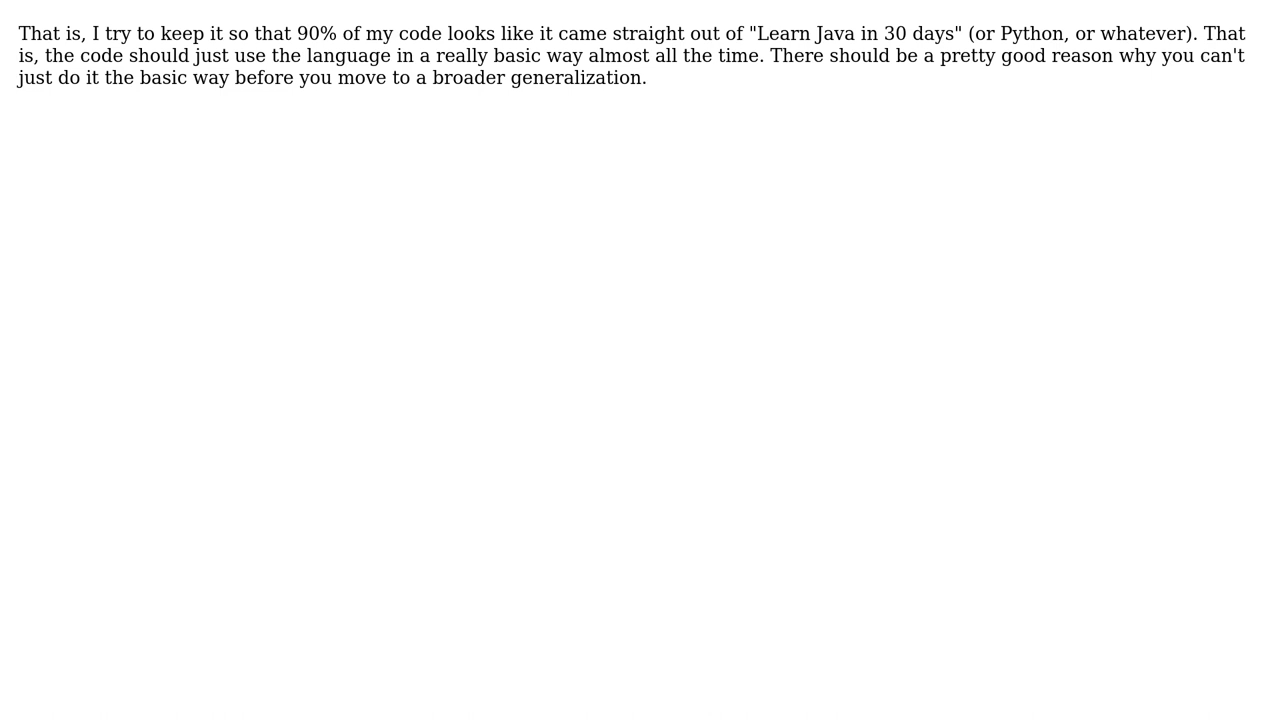 That is, I try to keep it so that 90% of my code looks like it came straight out of "Learn Java in 30 days" (or Python, or whatever). That
is, the code should just use the language in a really basic way almost all the time. There should be a pretty good reason why you can't
just do it the basic way before you move to a broader generalization.